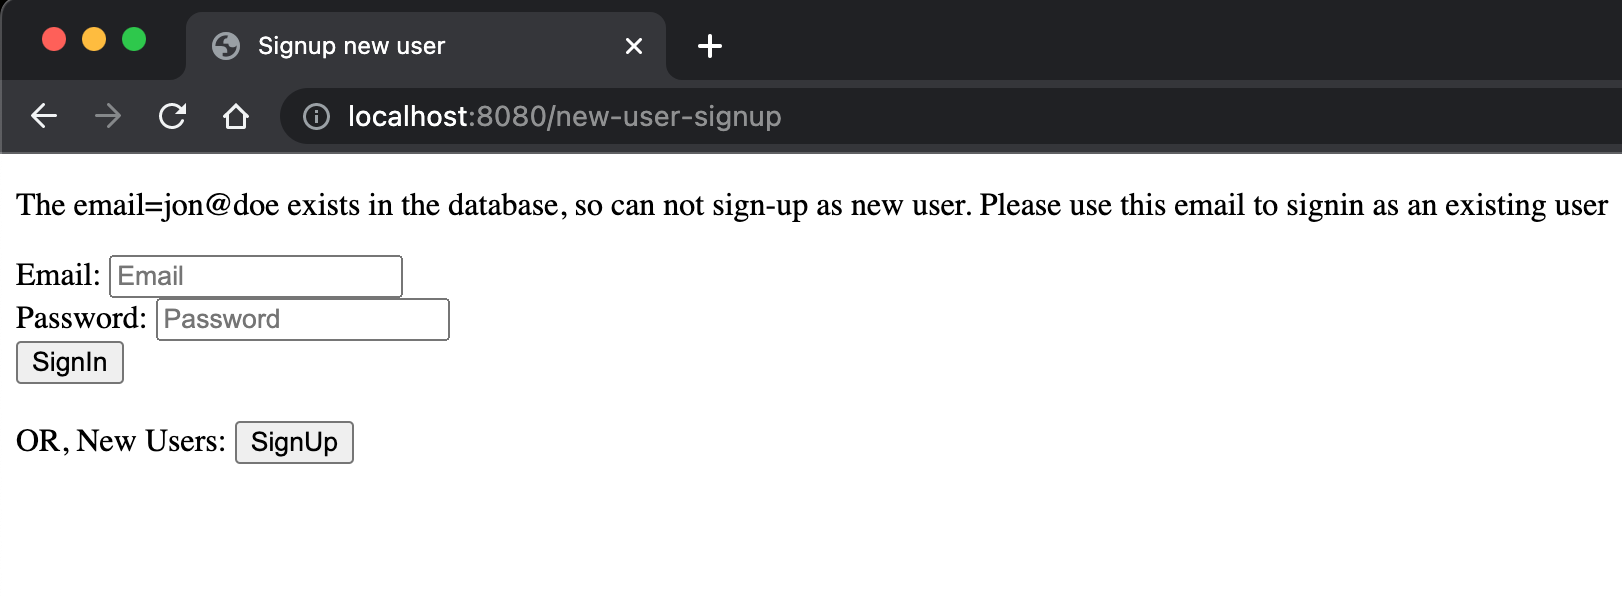 Signup new user
localhost:8080/new-user-signup
The email=jon@doe exists in the database, so can not sign-up as new user. Please use this email to signin as an existing user
Email: Email
Password: Password
SignIn
OR, New Users: SignUp